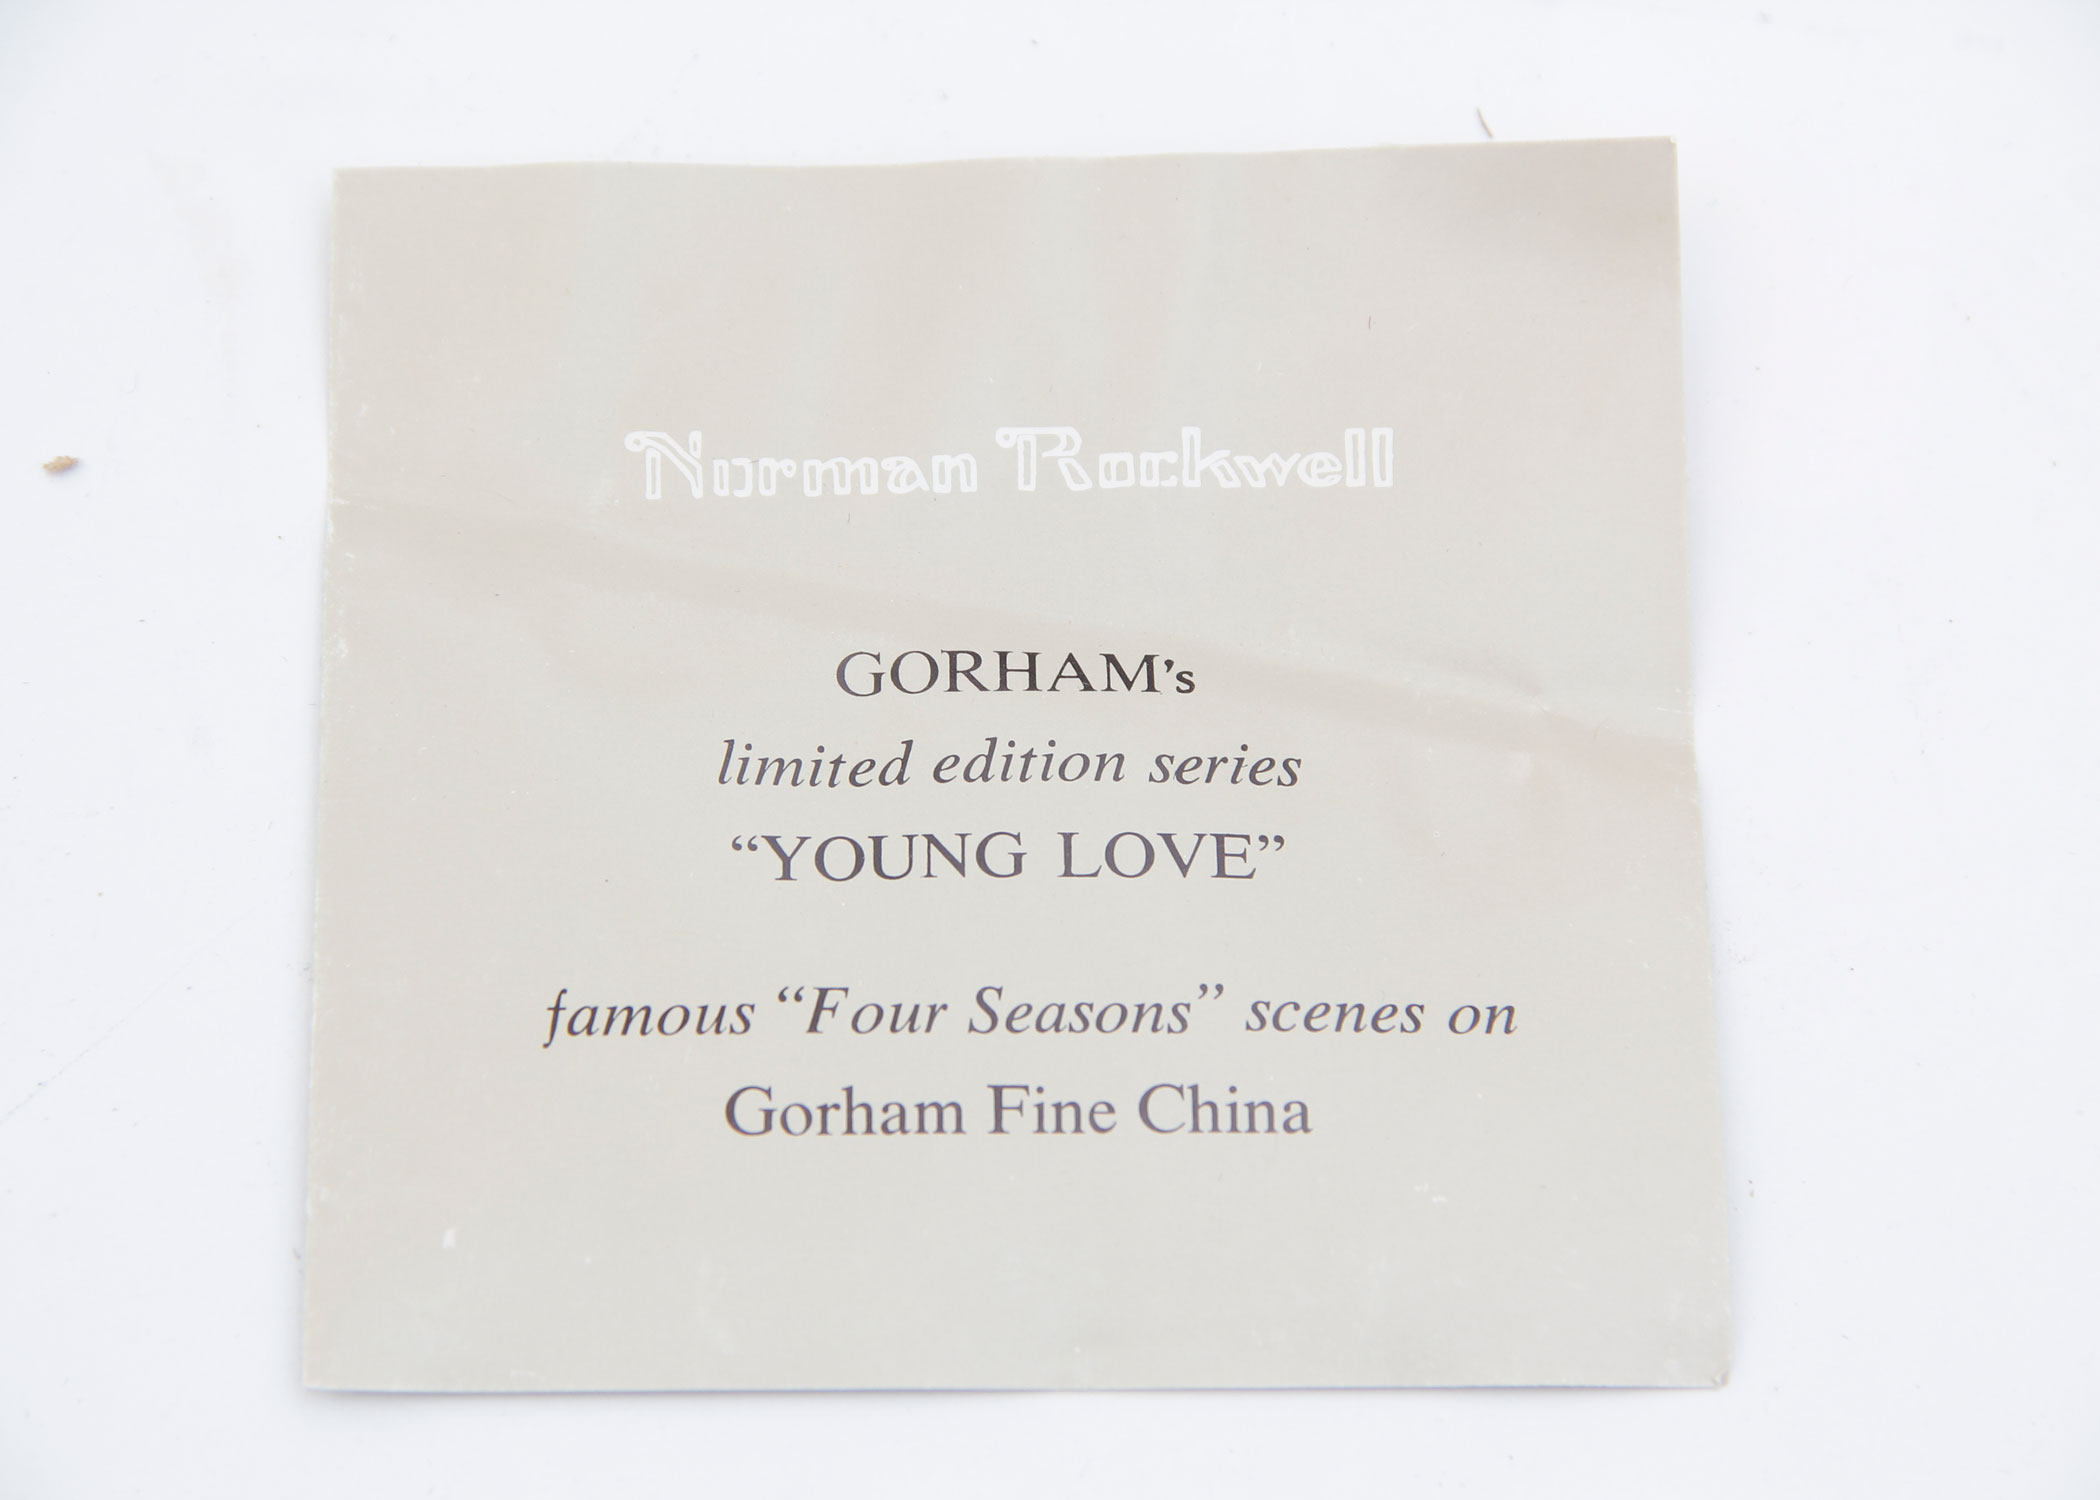 Norman Rockwell
GORHAM's
limited edition series
“YOUNG LOVE”
famous “Four Seasons” scenes on
Gorham Fine China